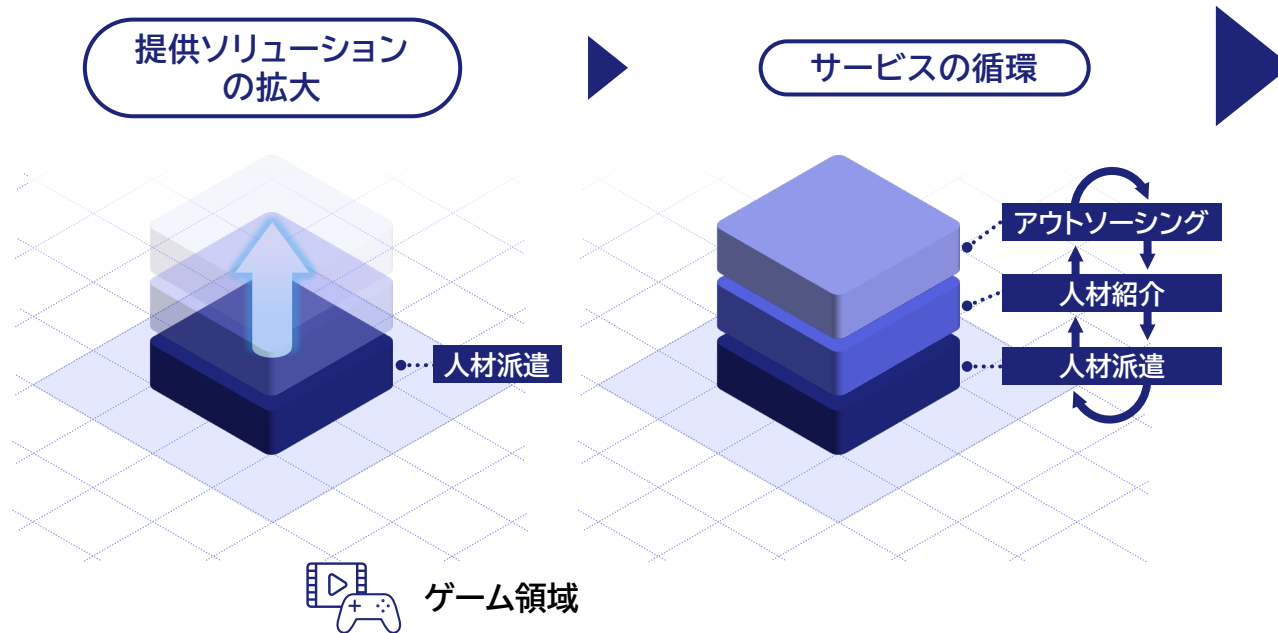 提供ソリューション
の拡大
サービスの循環
人材派遣
アウトソーシング
人材紹介
人材派遣
ゲーム領域